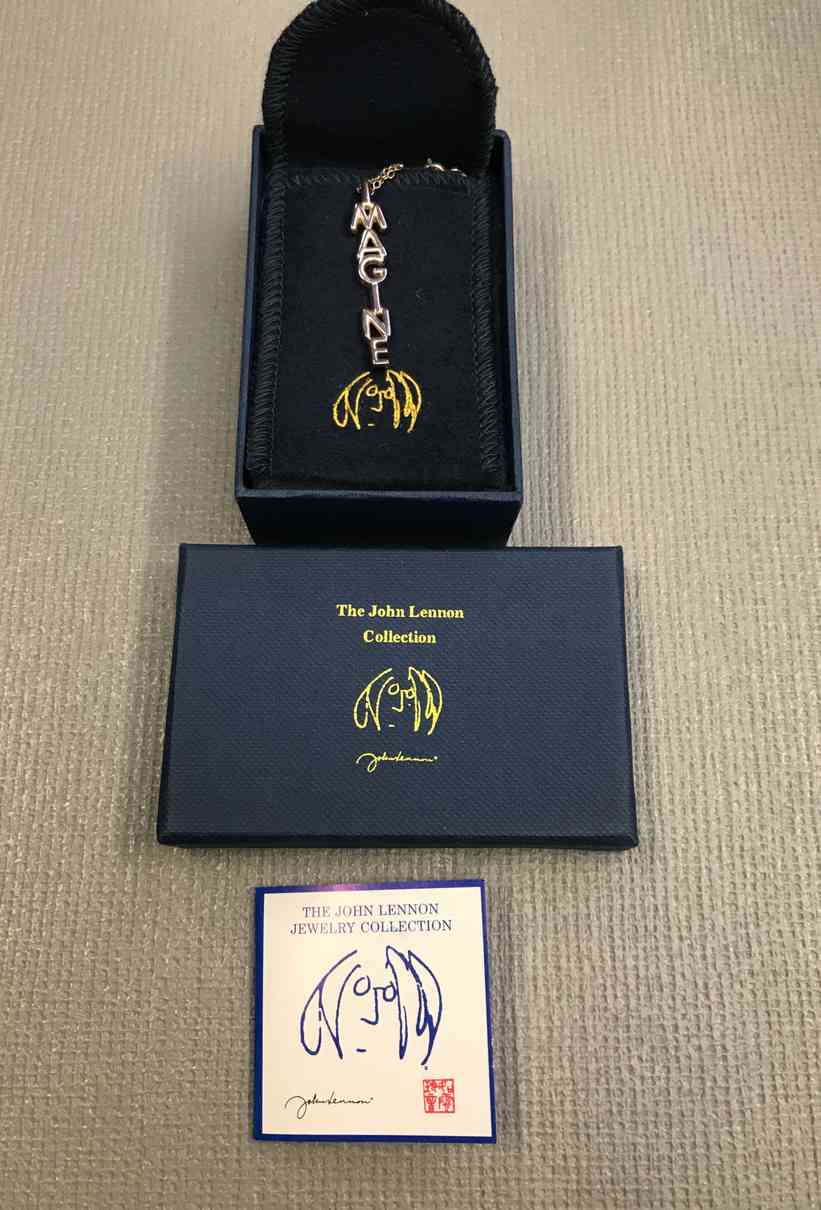 IMAGINE
The John Lennon
Collection
John Lennon
THE JOHN LENNON
JEWELRY COLLECTION
John Lennon